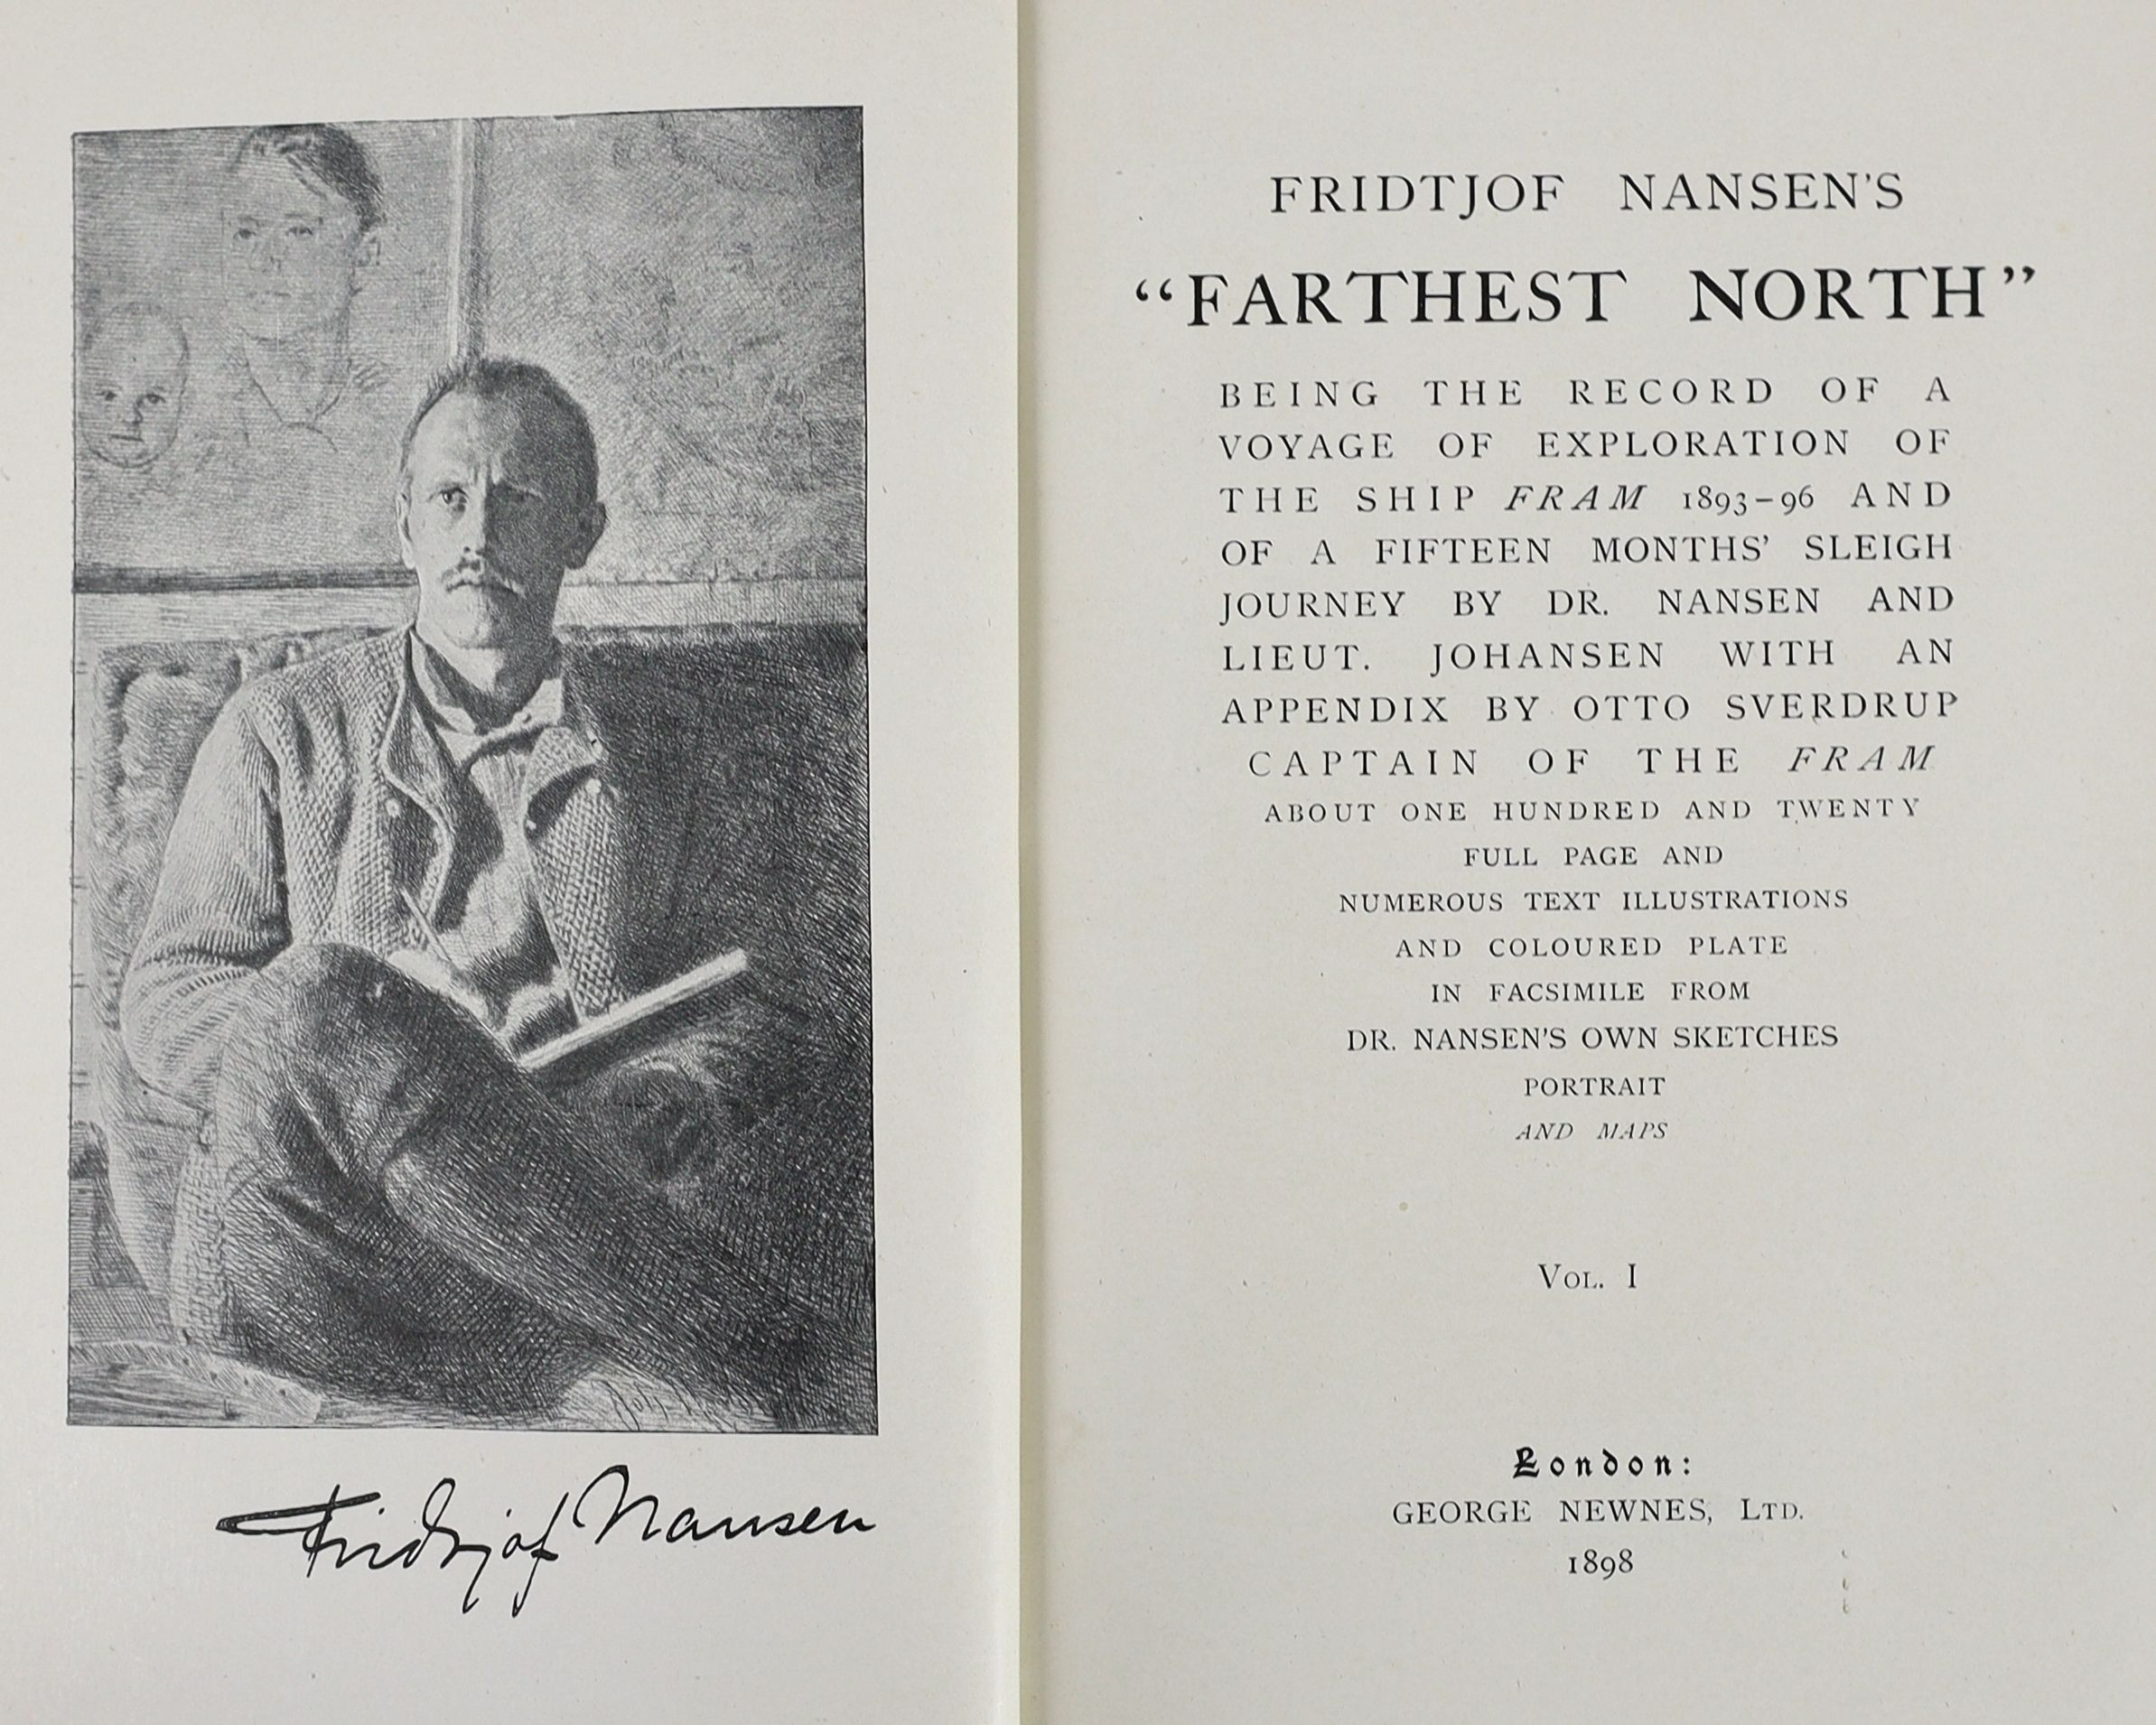 Fridtjof Nansen
FRIDTJOF NANSEN'S
“FARTHEST NORTH”
BEING THE RECORD OF A
VOYAGE OF EXPLORATION OF
THE SHIP FRAM 1893–96 AND
OF A FIFTEEN MONTHS’ SLEIGH
JOURNEY BY DR. NANSEN AND
LIEUT. JOHANSEN WITH AN
APPENDIX BY OTTO SVERDRUP
CAPTAIN OF THE FRAM
ABOUT ONE HUNDRED AND TWENTY
FULL PAGE AND
NUMEROUS TEXT ILLUSTRATIONS
AND COLOURED PLATE
IN FACSIMILE FROM
DR. NANSEN'S OWN SKETCHES
PORTRAIT
AND MAPS
VOL. I
London:
GEORGE NEWNES, LTD.
1898